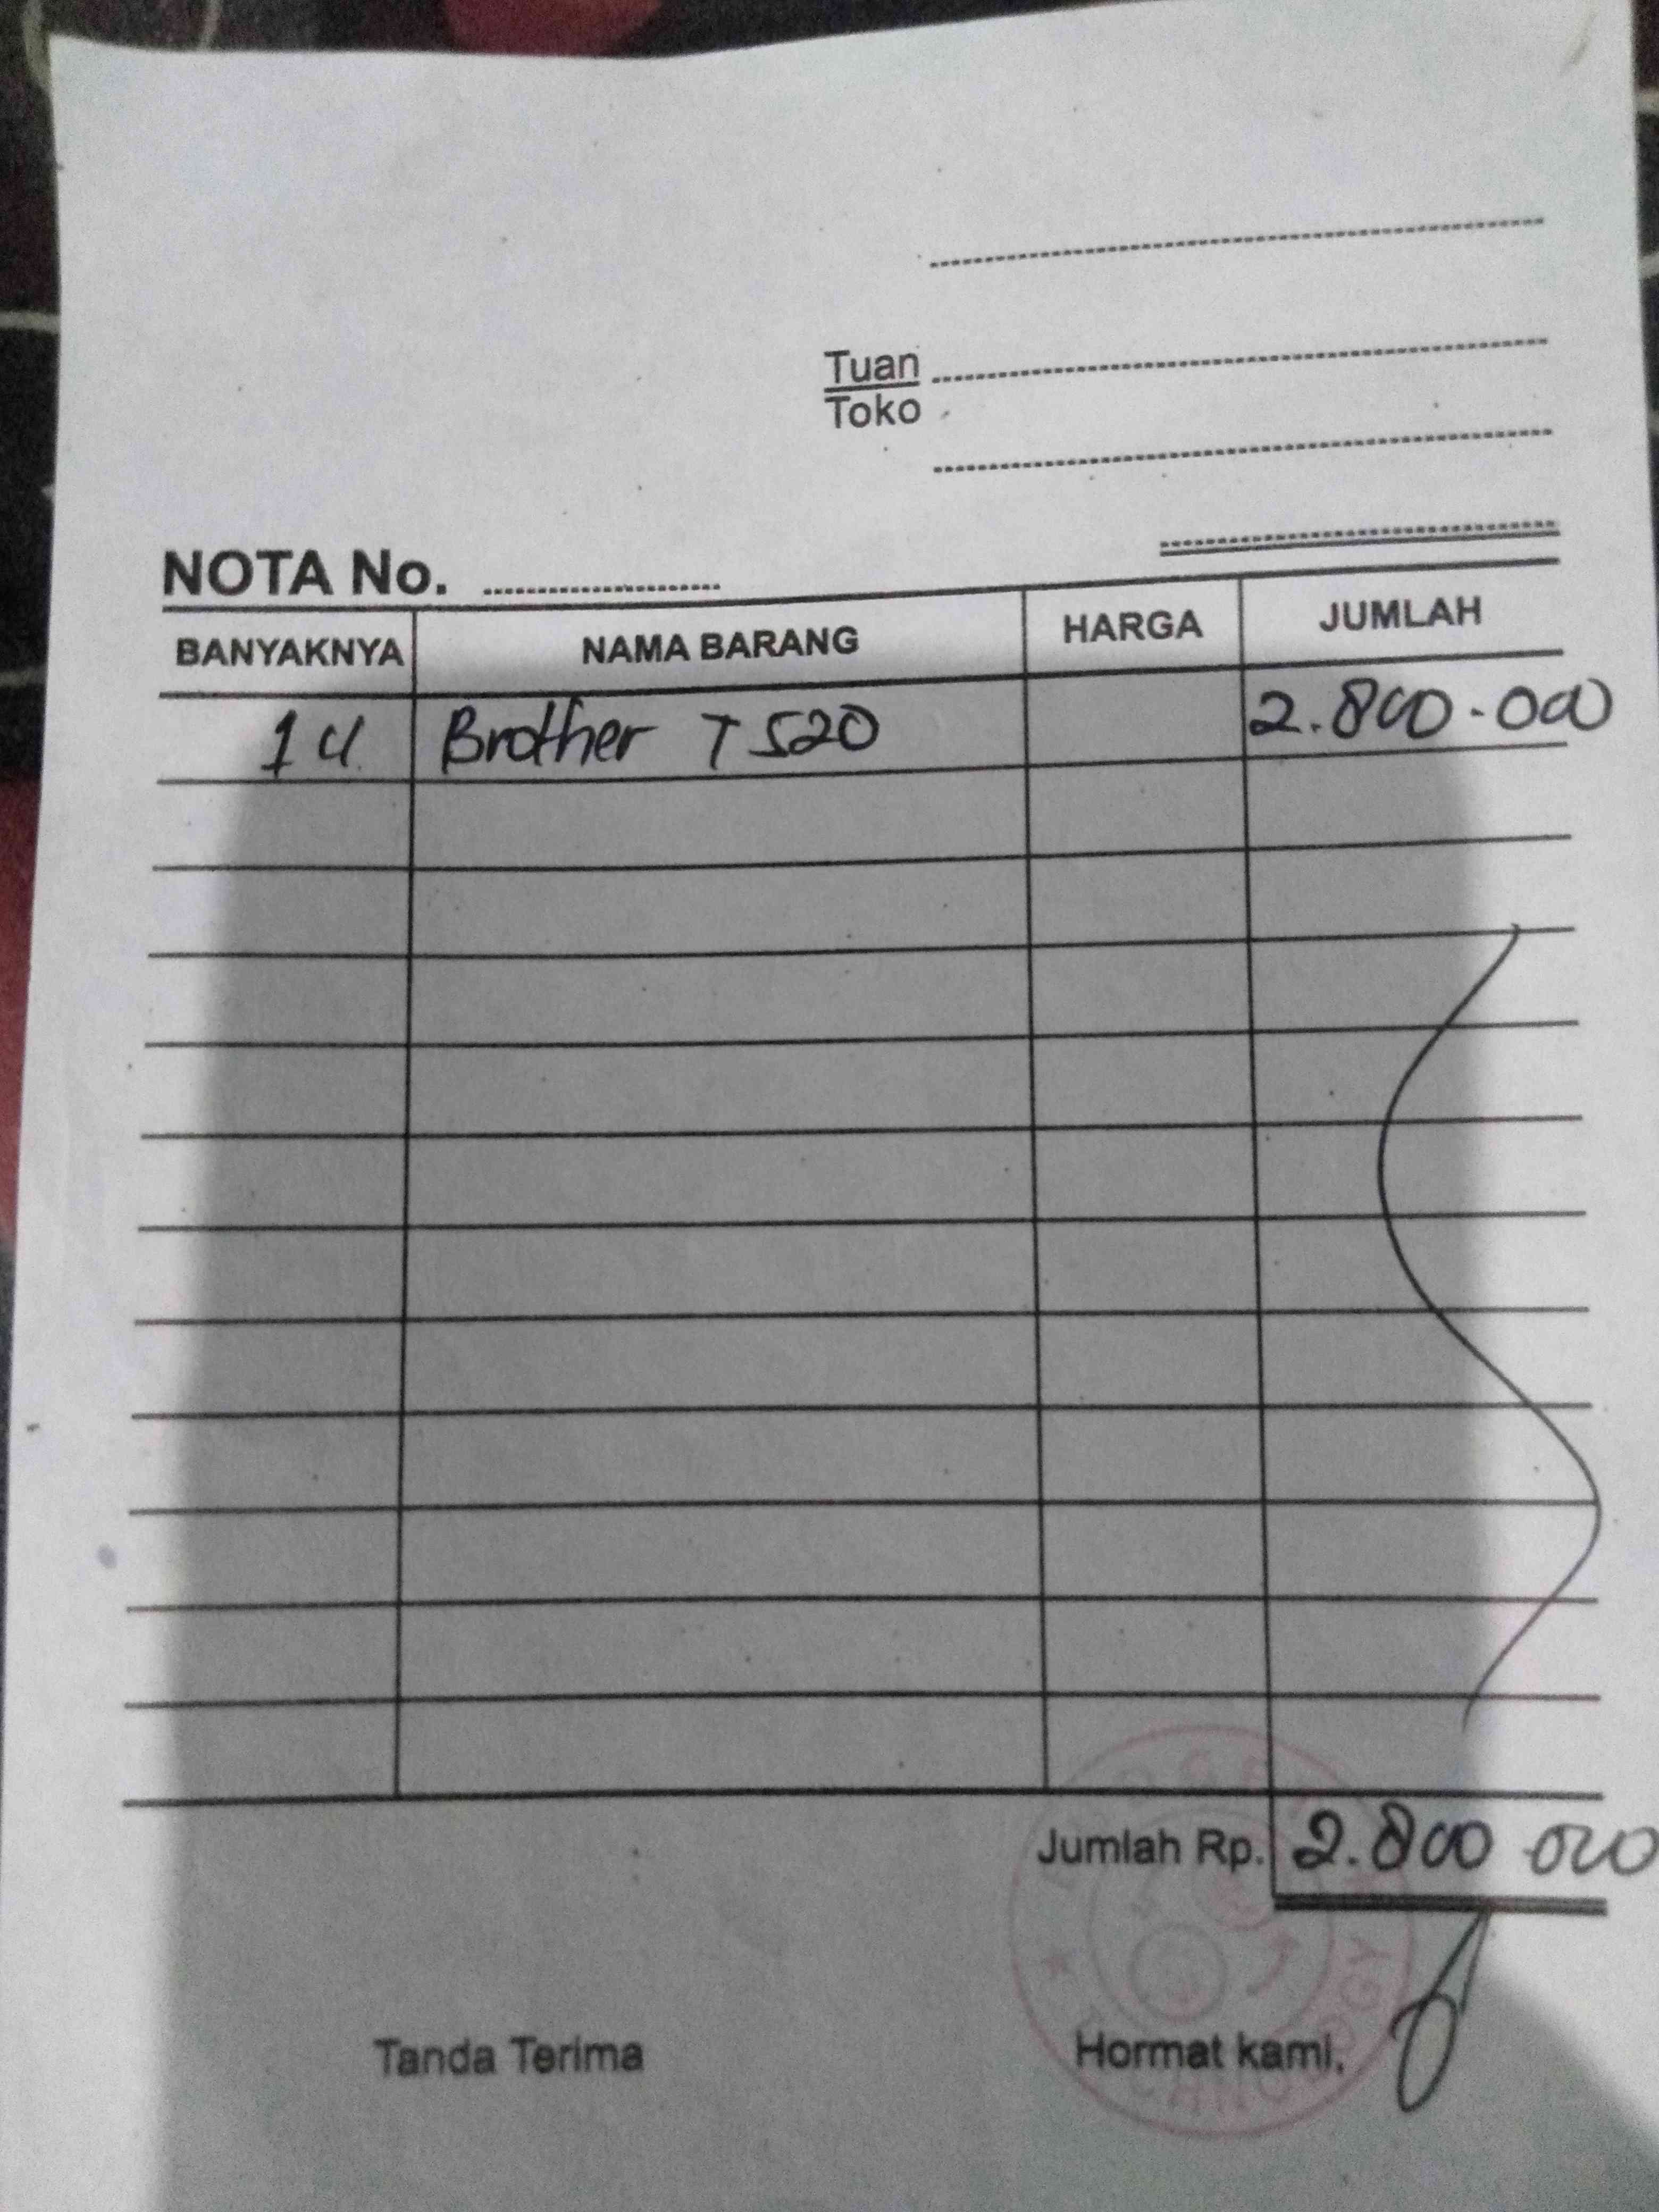 Tuan
Toko
NOTA No.
BANYAKNYA NAMA BARANG HARGA JUMLAH
1 U Brother T520 2.800.000
Jumlah Rp. 2.800.000
Tanda Terima Hormat kami,